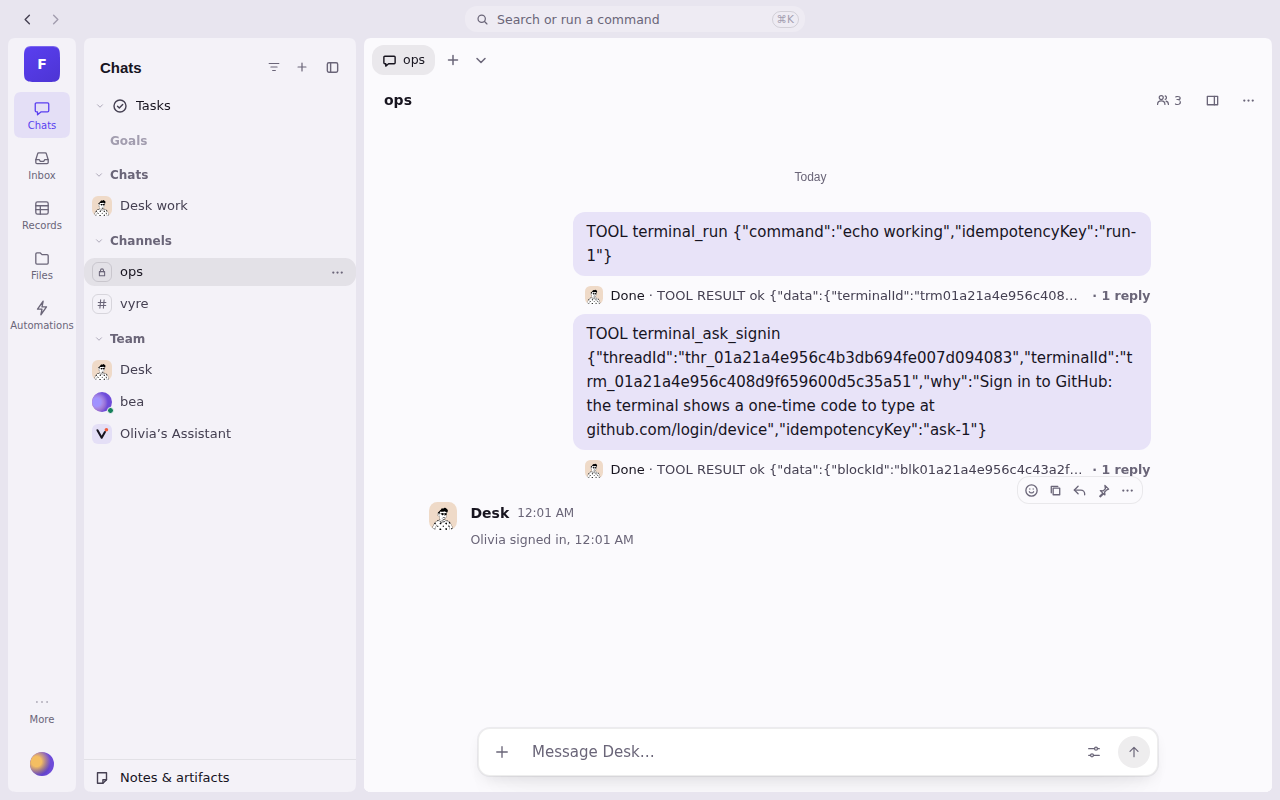 Search or run a command
⌘K
F
Chats
Inbox
Records
Files
Automations
More
Chats
Tasks
Goals
Chats
Desk work
Channels
ops
vyre
Team
Desk
bea
Olivia’s Assistant
Notes & artifacts
ops
ops
3
Today
TOOL terminal_run {"command":"echo working","idempotencyKey":"run-
1"}
Done · TOOL RESULT ok {"data":{"terminalId":"trm01a21a4e956c408... · 1 reply
TOOL terminal_ask_signin
{"threadId":"thr_01a21a4e956c4b3db694fe007d094083","terminalId":"t
rm_01a21a4e956c408d9f659600d5c35a51","why":"Sign in to GitHub:
the terminal shows a one-time code to type at
github.com/login/device","idempotencyKey":"ask-1"}
Done · TOOL RESULT ok {"data":{"blockId":"blk01a21a4e956c4c43a2f... · 1 reply
Desk 12:01 AM
Olivia signed in, 12:01 AM
Message Desk...